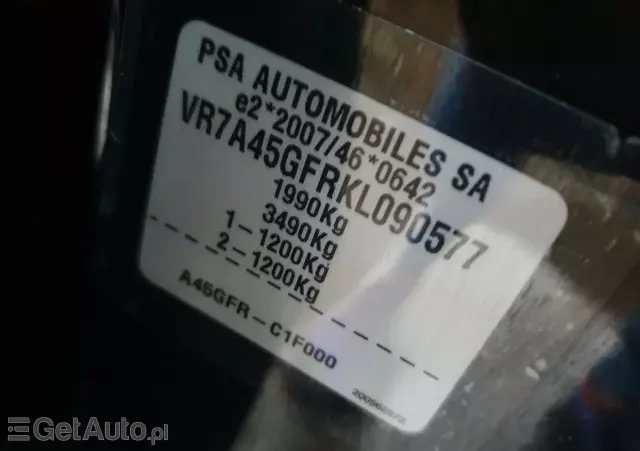 PSA AUTOMOBILES SA
e2*2007/46*0642
VR7A45GFRKL090577
1990Kg
3490Kg
1-1200Kg
2-1200Kg
A45GFR-C1F000
GetAuto.pl